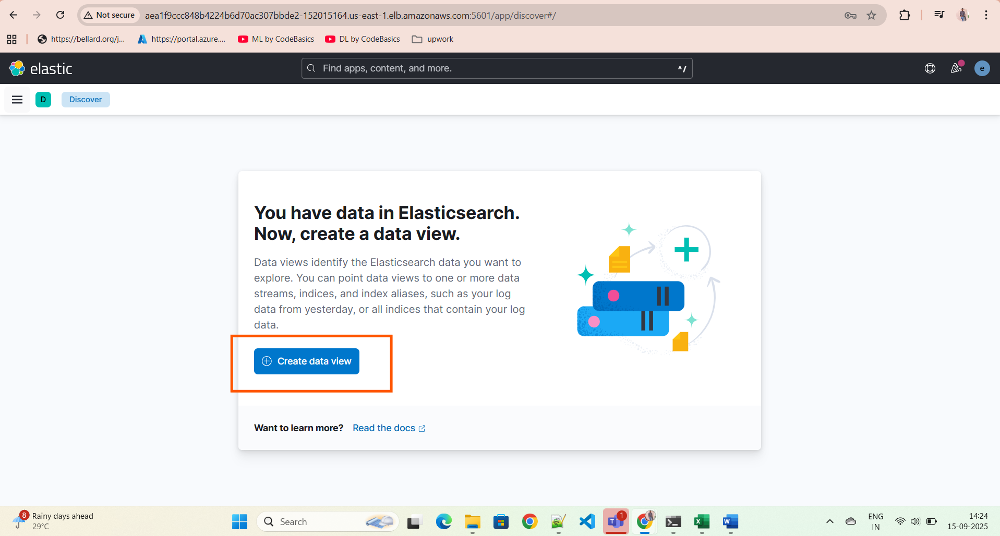 Not secure
aea1f9ccc848b4224b6d70ac307bbde2-152015164.us-east-1.elb.amazonaws.com:5601/app/discover#/
https://bellard.org/j...
https://portal.azure....
ML by CodeBasics
DL by CodeBasics
upwork
elastic
Find apps, content, and more.
^/
e
D
Discover
You have data in Elasticsearch.
Now, create a data view.
Data views identify the Elasticsearch data you want to
explore. You can point data views to one or more data
streams, indices, and index aliases, such as your log
data from yesterday, or all indices that contain your log
data.
Create data view
Want to learn more? Read the docs
8
Rainy days ahead
29°C
Search
T
1
X
W
ENG
IN
14:24
15-09-2025